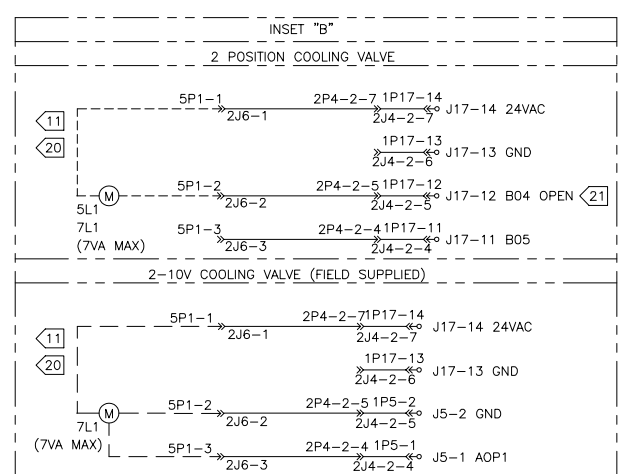 INSET "B"
2 POSITION COOLING VALVE
5P1-1 2P4-2-7 1P17-14
11 2J6-1 2J4-2-7 J17-14 24VAC
1P17-13
20 2J4-2-6 J17-13 GND
5P1-2 2P4-2-5 1P17-12
M 2J6-2 2J4-2-5 J17-12 B04 OPEN 21
5L1
7L1 5P1-3 2P4-2-4 1P17-11
(7VA MAX) 2J6-3 2J4-2-4 J17-11 B05
2-10V COOLING VALVE (FIELD SUPPLIED)
5P1-1 2P4-2-7 1P17-14
11 2J6-1 2J4-2-7 J17-14 24VAC
1P17-13
20 2J4-2-6 J17-13 GND
5P1-2 2P4-2-5 1P5-2
M 2J6-2 2J4-2-5 J5-2 GND
7L1
(7VA MAX) 5P1-3 2P4-2-4 1P5-1
2J6-3 2J4-2-4 J5-1 AOP1